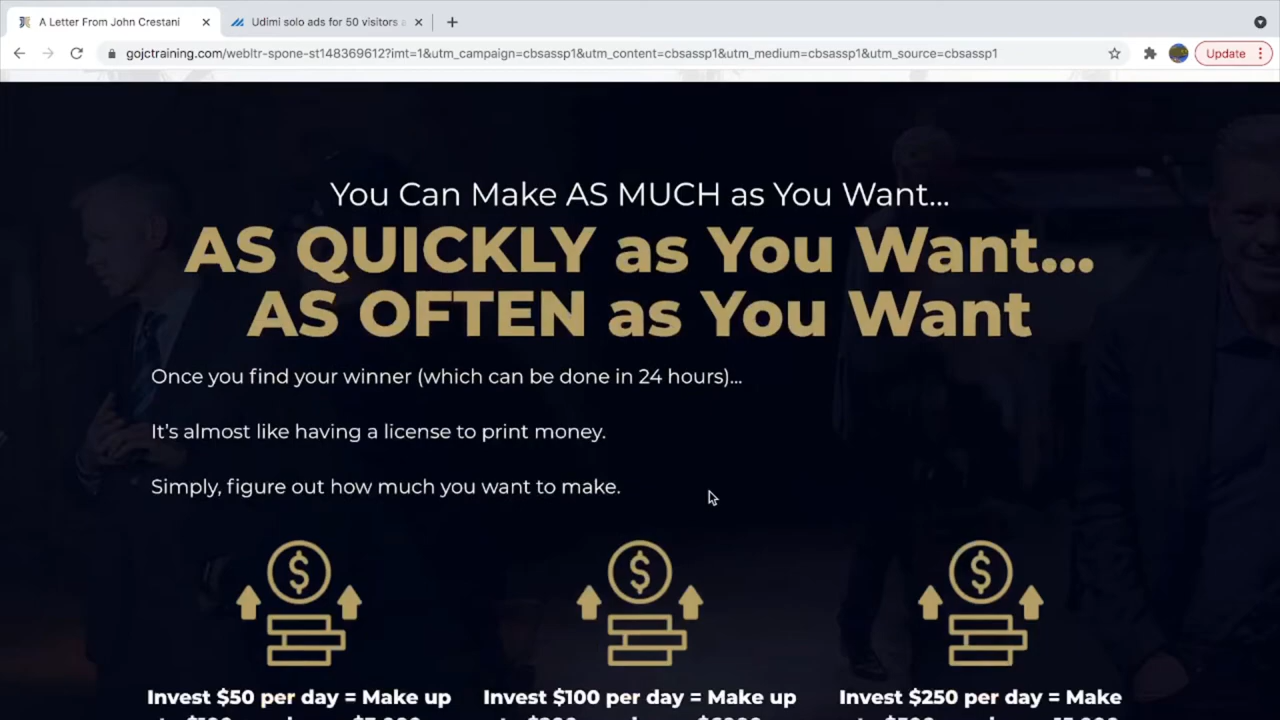 A Letter From John Crestani
Udimi solo ads for 50 visitors
gojctraining.com/webltr-spone-st148369612?imt=1&utm_campaign=cbsassp1&utm_content=cbsassp1&utm_medium=cbsassp1&utm_source=cbsassp1
Update
You Can Make AS MUCH as You Want...
AS QUICKLY as You Want...
AS OFTEN as You Want
Once you find your winner (which can be done in 24 hours)...
It's almost like having a license to print money.
Simply, figure out how much you want to make.
Invest $50 per day = Make up
Invest $100 per day = Make up
Invest $250 per day = Make